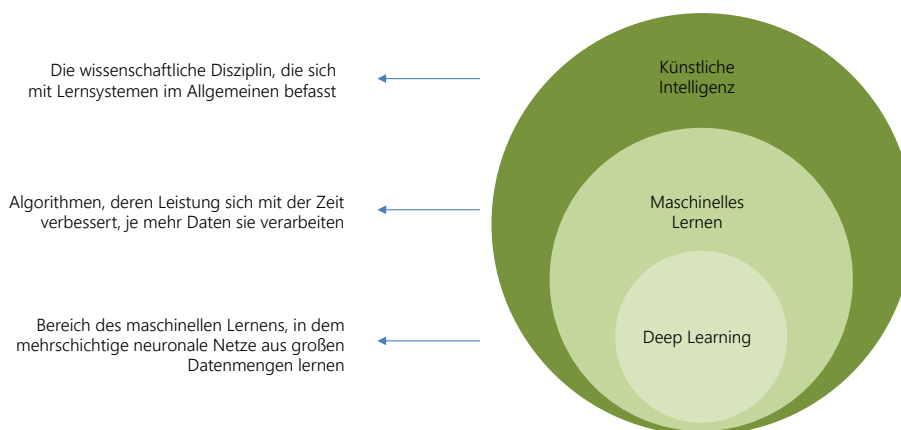 Die wissenschaftliche Disziplin, die sich
mit Lernsystemen im Allgemeinen befasst
Künstliche
Intelligenz
Algorithmen, deren Leistung sich mit der Zeit
verbessert, je mehr Daten sie verarbeiten
Maschinelles
Lernen
Bereich des maschinellen Lernens, in dem
mehrschichtige neuronale Netze aus großen
Datenmengen lernen
Deep Learning